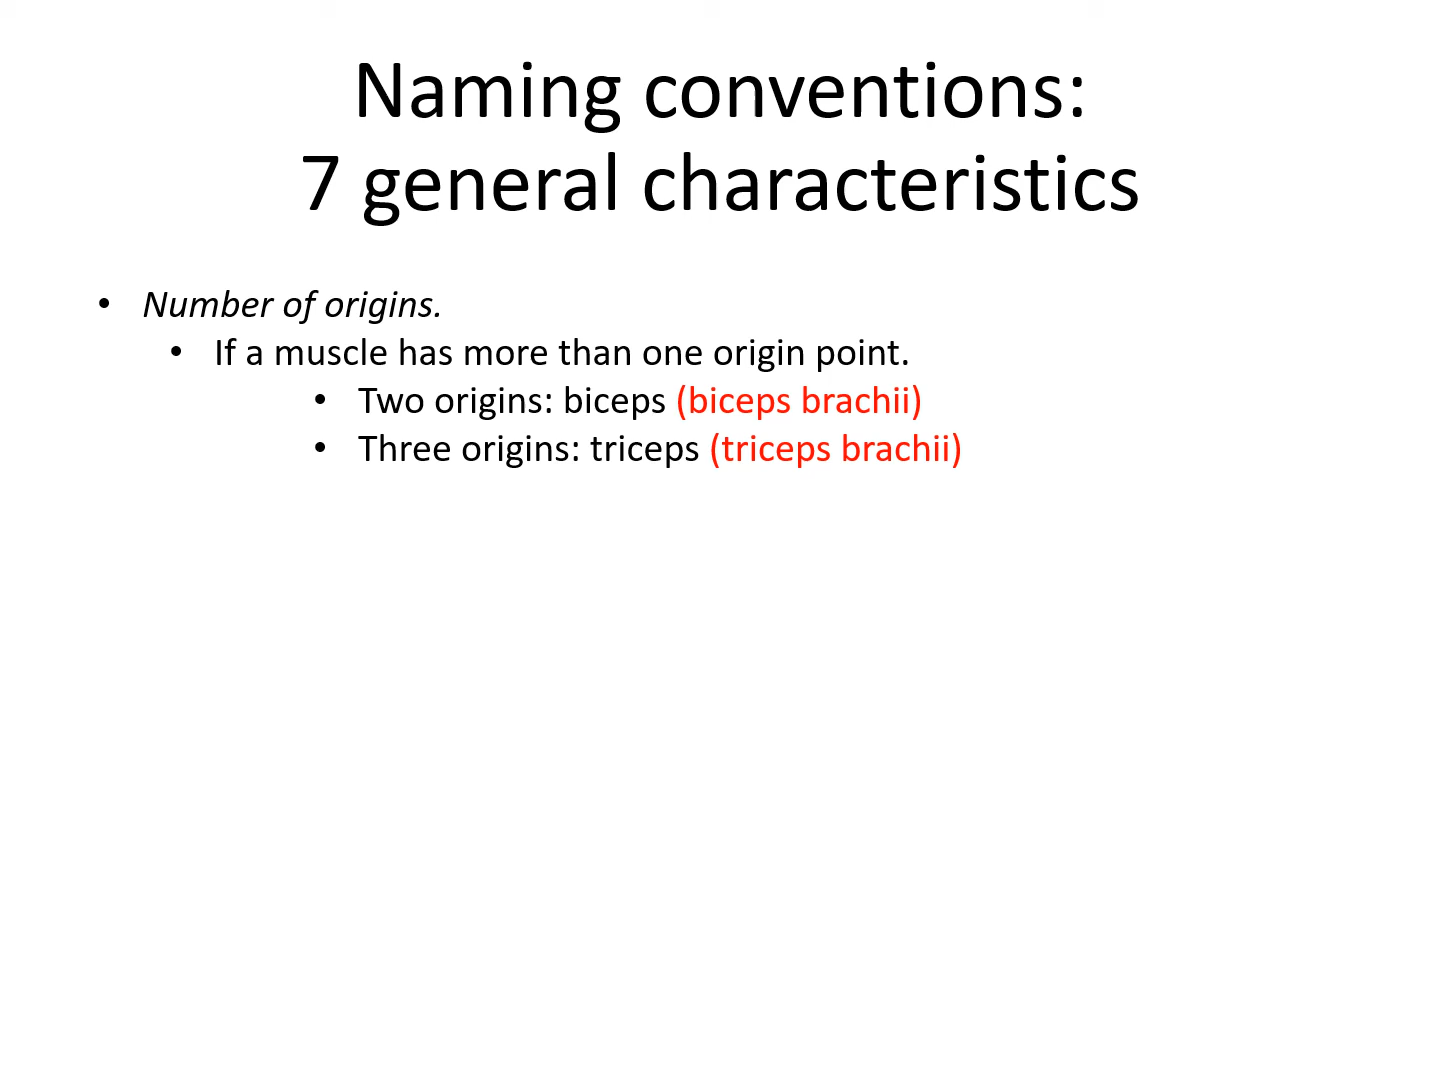 Naming conventions:
7 general characteristics
• Number of origins.
• If a muscle has more than one origin point.
• Two origins: biceps (biceps brachii)
• Three origins: triceps (triceps brachii)